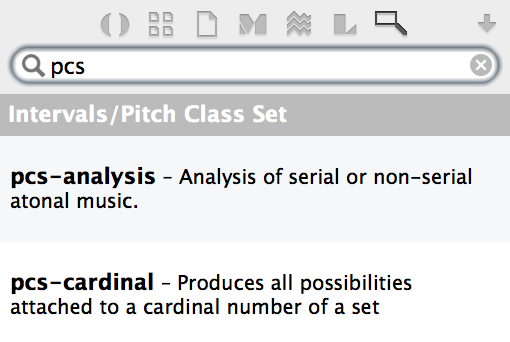 pcs
Intervals/Pitch Class Set
pcs-analysis – Analysis of serial or non-serial
atonal music.
pcs-cardinal – Produces all possibilities
attached to a cardinal number of a set